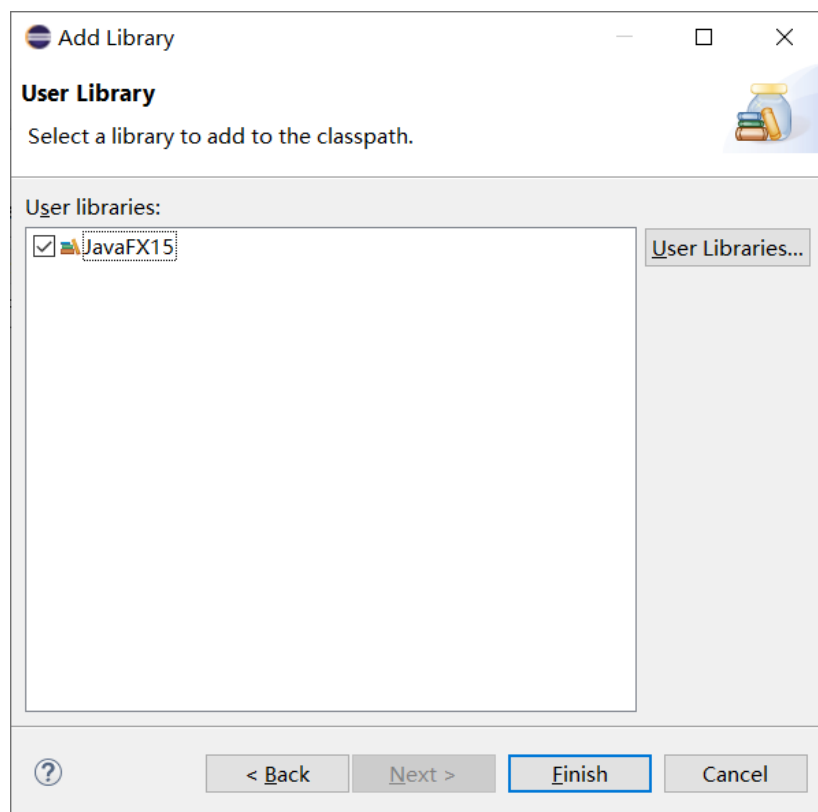 Add Library
User Library
Select a library to add to the classpath.
User libraries:
JavaFX15
User Libraries...
< Back
Next >
Finish
Cancel